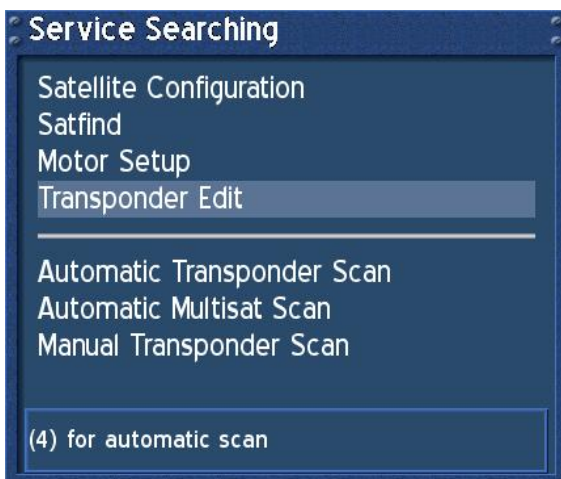 Service Searching
Satellite Configuration
Satfind
Motor Setup
Transponder Edit
Automatic Transponder Scan
Automatic Multisat Scan
Manual Transponder Scan
(4) for automatic scan